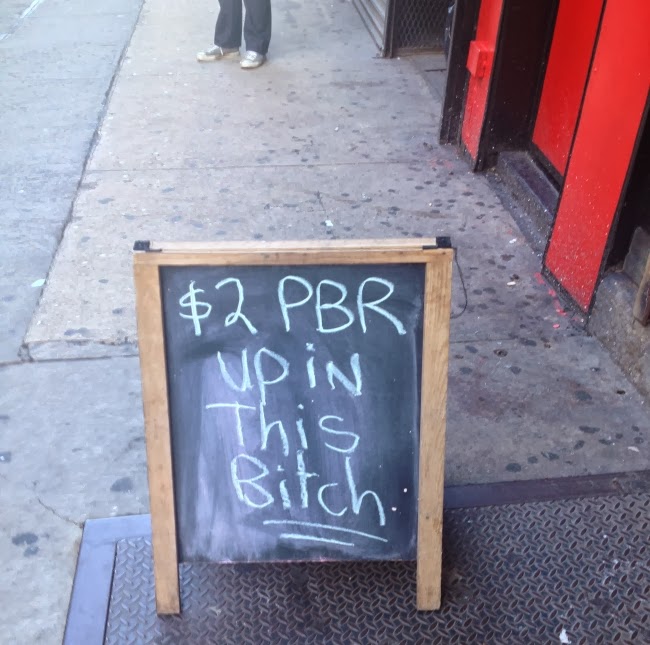 $2 PBR
UP iN
This
Bitch